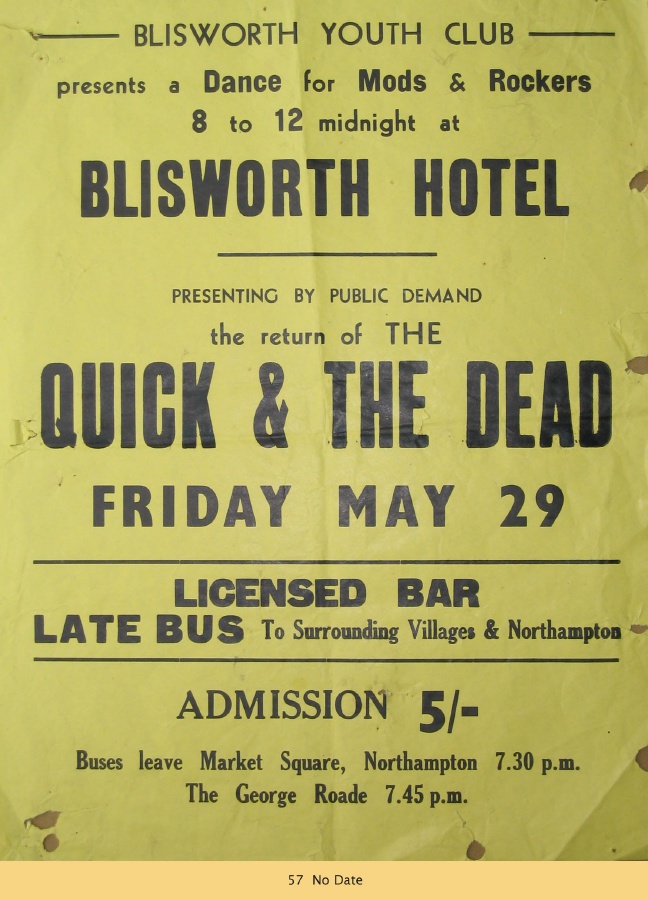 BLISWORTH YOUTH CLUB
presents a Dance for Mods & Rockers
8 to 12 midnight at
BLISWORTH HOTEL
PRESENTING BY PUBLIC DEMAND
the return of THE
QUICK & THE DEAD
FRIDAY MAY 29
LICENSED BAR
LATE BUS To Surrounding Villages & Northampton
ADMISSION 5/-
Buses leave Market Square, Northampton 7.30 p.m.
The George Roade 7.45 p.m.
57 No Date